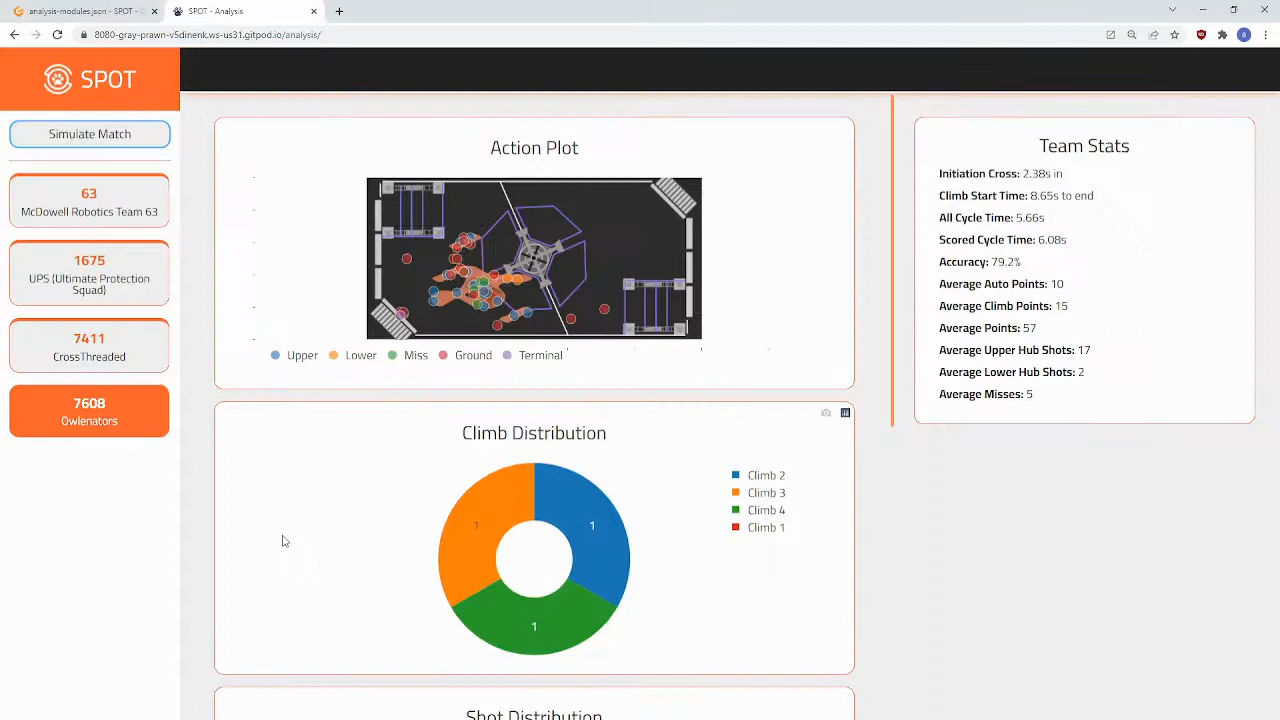 analysis-modules.json - SPOT - G
SPOT - Analysis
8080-gray-prawn-v5dinenk.ws-us31.gitpod.io/analysis/
SPOT
Simulate Match
63
McDowell Robotics Team 63
1675
UPS (Ultimate Protection
Squad)
7411
CrossThreaded
7608
Owlenators
Action Plot
Upper
Lower
Miss
Ground
Terminal
Climb Distribution
1
1
1
Climb 2
Climb 3
Climb 4
Climb 1
Shot Distribution
Team Stats
Initiation Cross: 2.38s in
Climb Start Time: 8.65s to end
All Cycle Time: 5.66s
Scored Cycle Time: 6.08s
Accuracy: 79.2%
Average Auto Points: 10
Average Climb Points: 15
Average Points: 57
Average Upper Hub Shots: 17
Average Lower Hub Shots: 2
Average Misses: 5